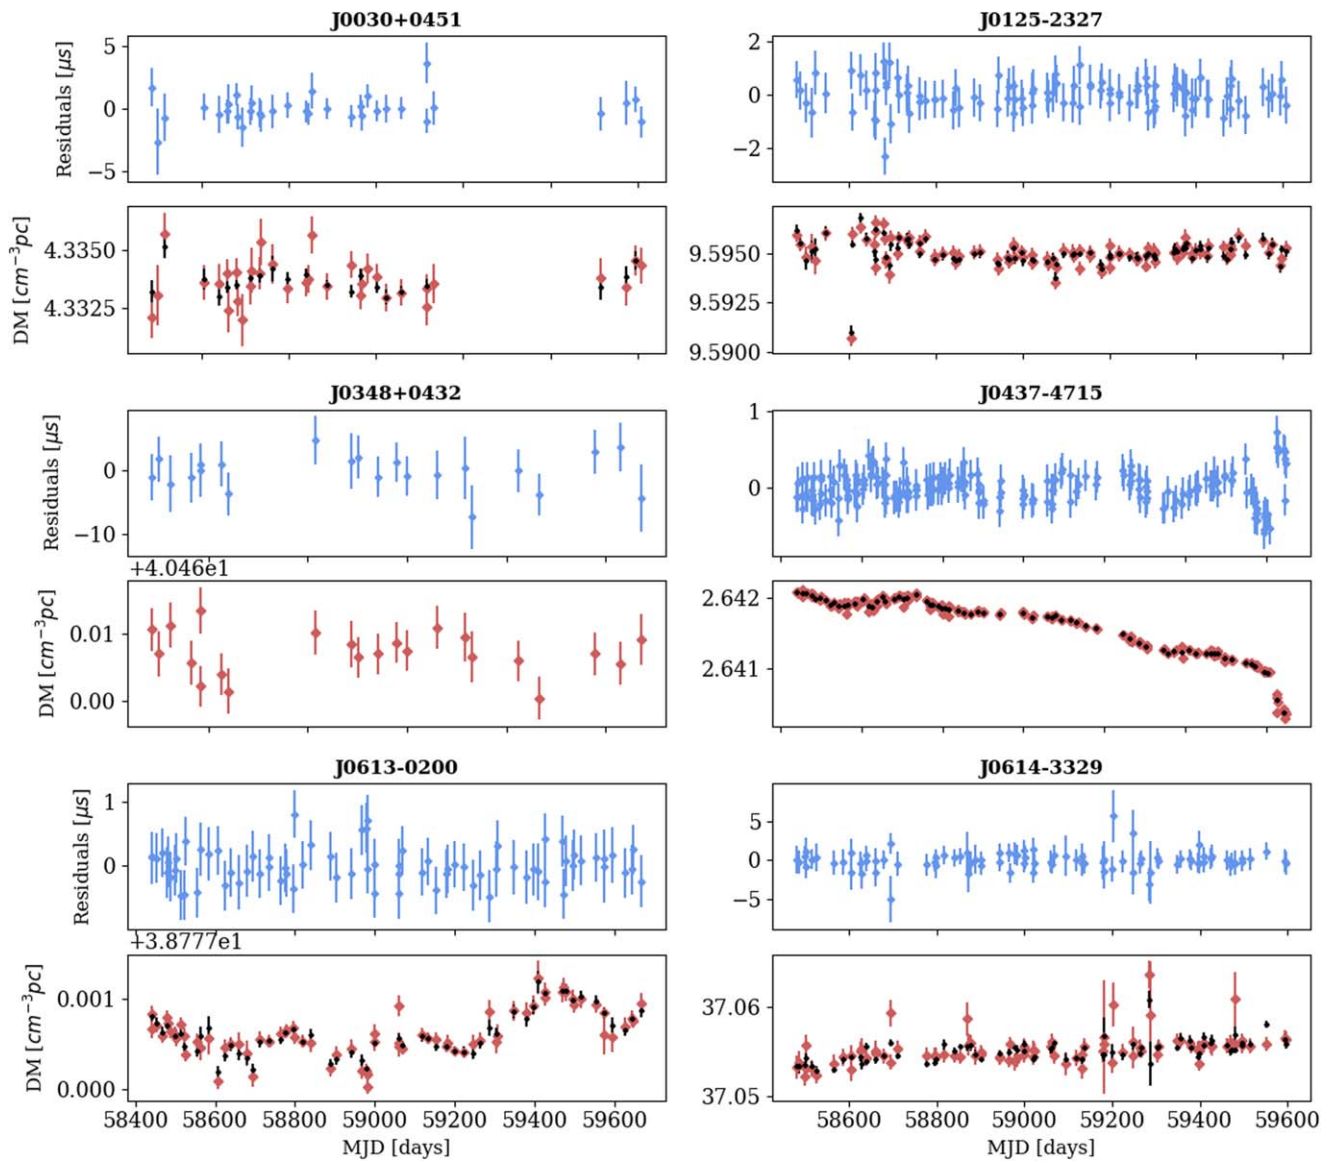 J0030+0451
J0125-2327
Residuals [μs]
5
0
−5
2
0
−2
DM [cm⁻³pc]
4.3350
4.3325
9.5950
9.5925
9.5900
J0348+0432
J0437-4715
Residuals [μs]
0
−10
1
0
+4.046e1
DM [cm⁻³pc]
0.01
0.00
2.642
2.641
J0613-0200
J0614-3329
Residuals [μs]
1
0
5
0
−5
+3.8777e1
DM [cm⁻³pc]
0.001
0.000
37.06
37.05
58400 58600 58800 59000 59200 59400 59600
58600 58800 59000 59200 59400 59600
MJD [days]
MJD [days]